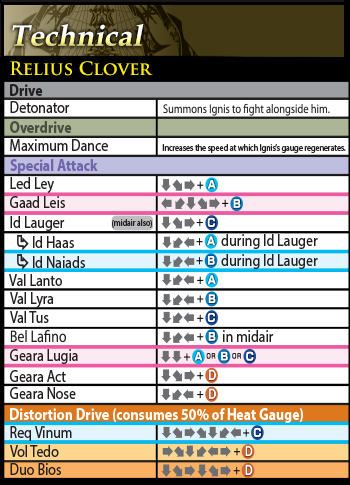 Technical
RELIUS CLOVER
Drive
Detonator Summons Ignis to fight alongside him.
Overdrive
Maximum Dance Increases the speed at which Ignis's gauge regenerates.
Special Attack
Led Ley ⬇⬊➡ + A
Gaad Leis ⬅➡⬊⬇⬋⬅➡ + B
Id Lauger (midair also) ⬇⬊➡ + C
↳ Id Haas ⬇⬋⬅ + A during Id Lauger
↳ Id Naiads ⬇⬋⬅ + B during Id Lauger
Val Lanto ⬇⬋⬅ + A
Val Lyra ⬇⬋⬅ + B
Val Tus ⬇⬋⬅ + C
Bel Lafino ⬇⬋⬅ + B in midair
Geara Lugia ⬇⬇ + A OR B OR C
Geara Act ⬇⬊➡ + D
Geara Nose ⬇⬋⬅ + D
Distortion Drive (consumes 50% of Heat Gauge)
Req Vinum ⬇⬊➡⬊⬇⬋⬅ + C
Vol Tedo ➡⬊⬇⬋⬅➡ + D
Duo Bios ⬇⬊➡⬇⬊➡ + D